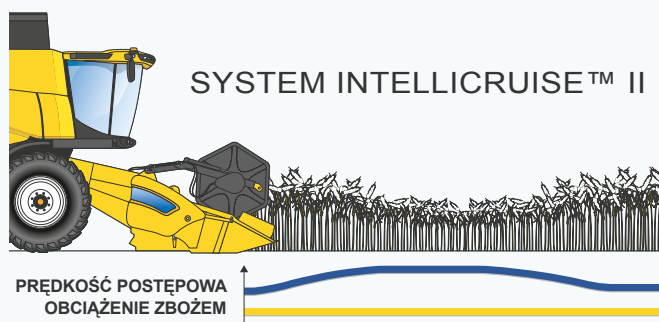 SYSTEM INTELLICRUISE™ II
PRĘDKOŚĆ POSTĘPOWA
OBCIĄŻENIE ZBOŻEM